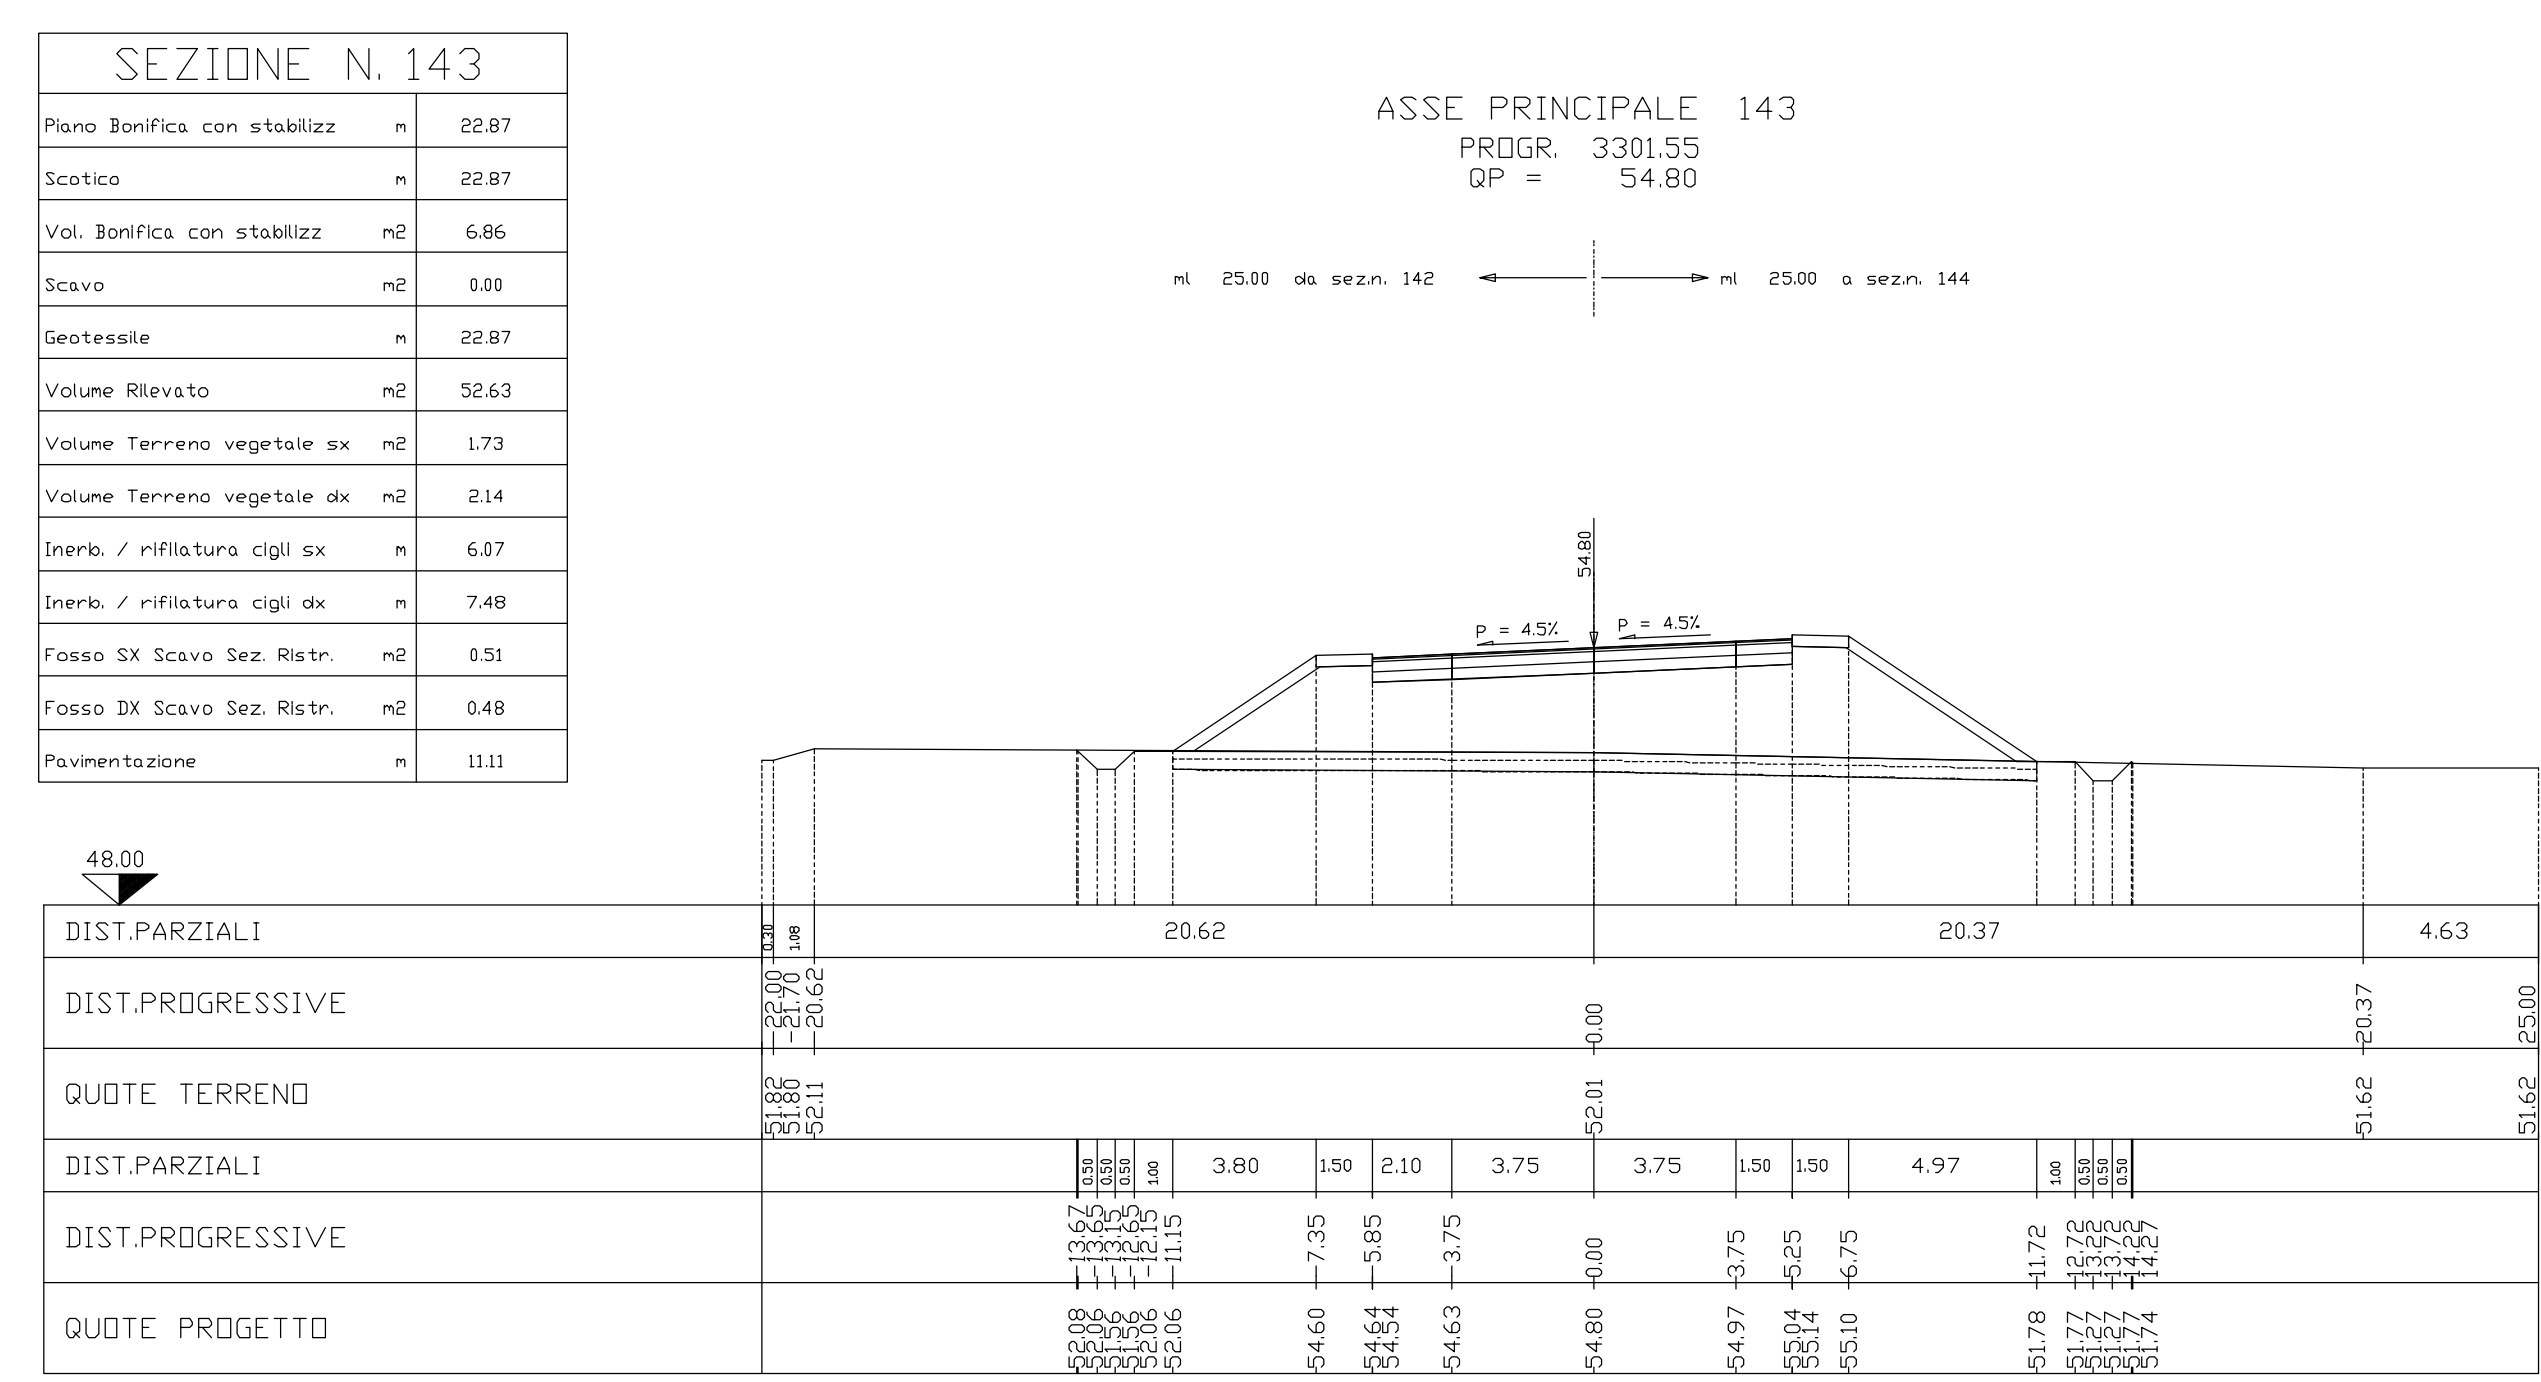 SEZIONE N. 143
Piano Bonifica con stabilizz m 22.87
Scotico m 22.87
Vol. Bonifica con stabilizz m2 6.86
Scavo m2 0.00
Geotessile m 22.87
Volume Rilevato m2 52.63
Volume Terreno vegetale sx m2 1.73
Volume Terreno vegetale dx m2 2.14
Inerb. / rifilatura cigli sx m 6.07
Inerb. / rifilatura cigli dx m 7.48
Fosso SX Scavo Sez. Ristr. m2 0.51
Fosso DX Scavo Sez. Ristr. m2 0.48
Pavimentazione m 11.11
ASSE PRINCIPALE 143
PROGR. 3301.55
QP = 54.80
ml 25.00 da sez.n. 142
ml 25.00 a sez.n. 144
54.80
P = 4.5%
P = 4.5%
48.00
DIST.PARZIALI 0.30 1.08 20.62 20.37 4.63
DIST.PROGRESSIVE -22.00 -21.70 -20.62 0.00 20.37 25.00
QUOTE TERRENO 51.82 51.80 52.11 52.01 51.62 51.62
DIST.PARZIALI 0.50 0.50 0.50 1.00 3.80 1.50 2.10 3.75 3.75 1.50 1.50 4.97 1.00 0.50 0.50 0.50
DIST.PROGRESSIVE -13.67 -13.65 -13.15 -12.65 -12.15 -11.15 -7.35 -5.85 -3.75 0.00 3.75 5.25 6.75 11.72 12.72 13.22 13.72 14.22 14.27
QUOTE PROGETTO 52.08 52.06 51.56 51.56 52.06 52.06 54.60 54.64 54.54 54.63 54.80 54.97 55.04 55.14 55.10 51.78 51.77 51.27 51.27 51.77 51.74